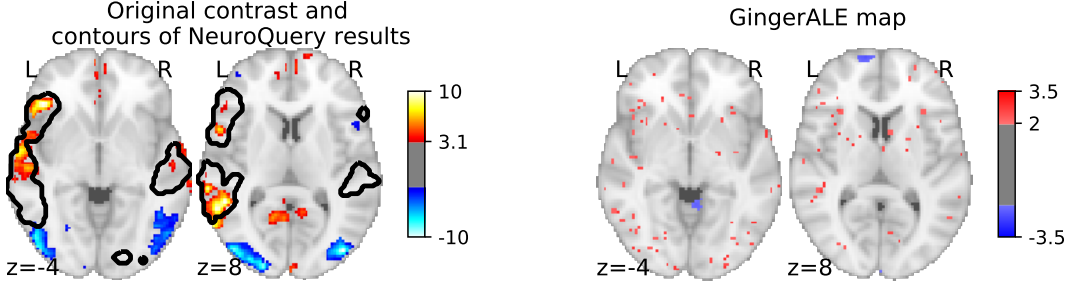 Original contrast and
contours of NeuroQuery results
L R L R
10
3.1
-10
z=-4 z=8
GingerALE map
L R L R
3.5
2
-3.5
z=-4 z=8